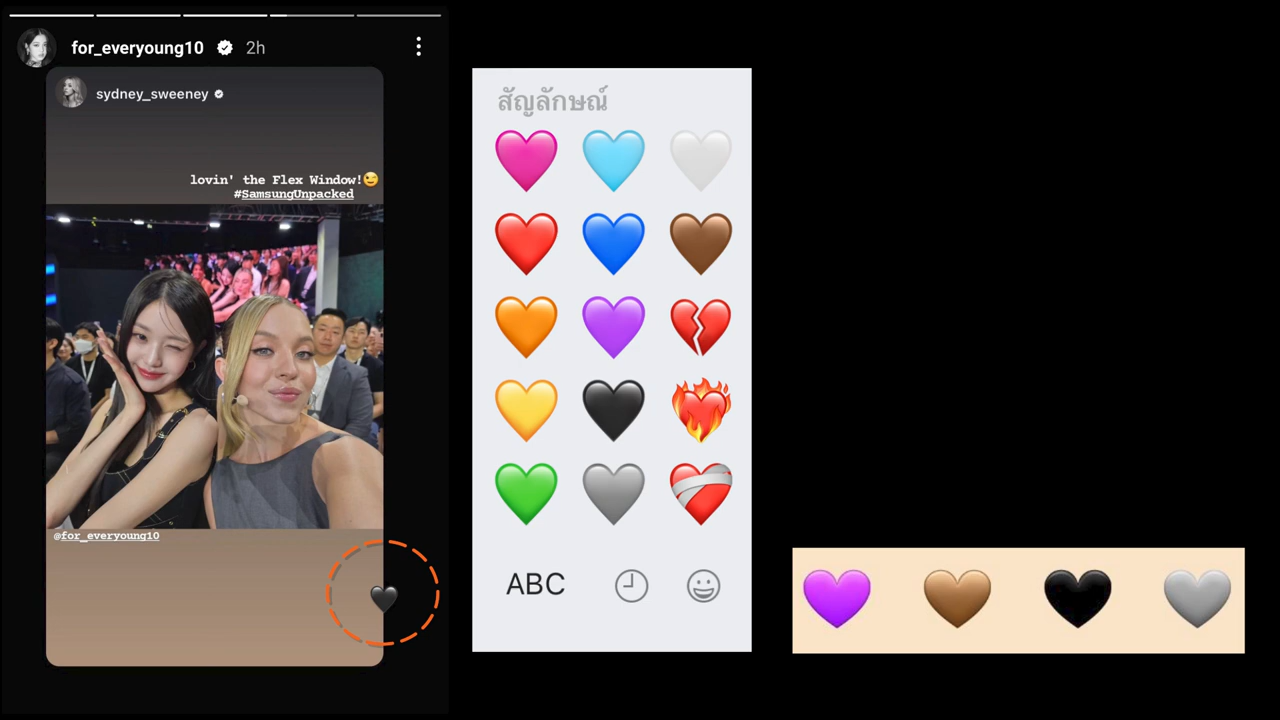 for_everyoung10 2h
sydney_sweeney
lovin' the Flex Window!😉
#SamsungUnpacked
@for_everyoung10
สัญลักษณ์
ABC